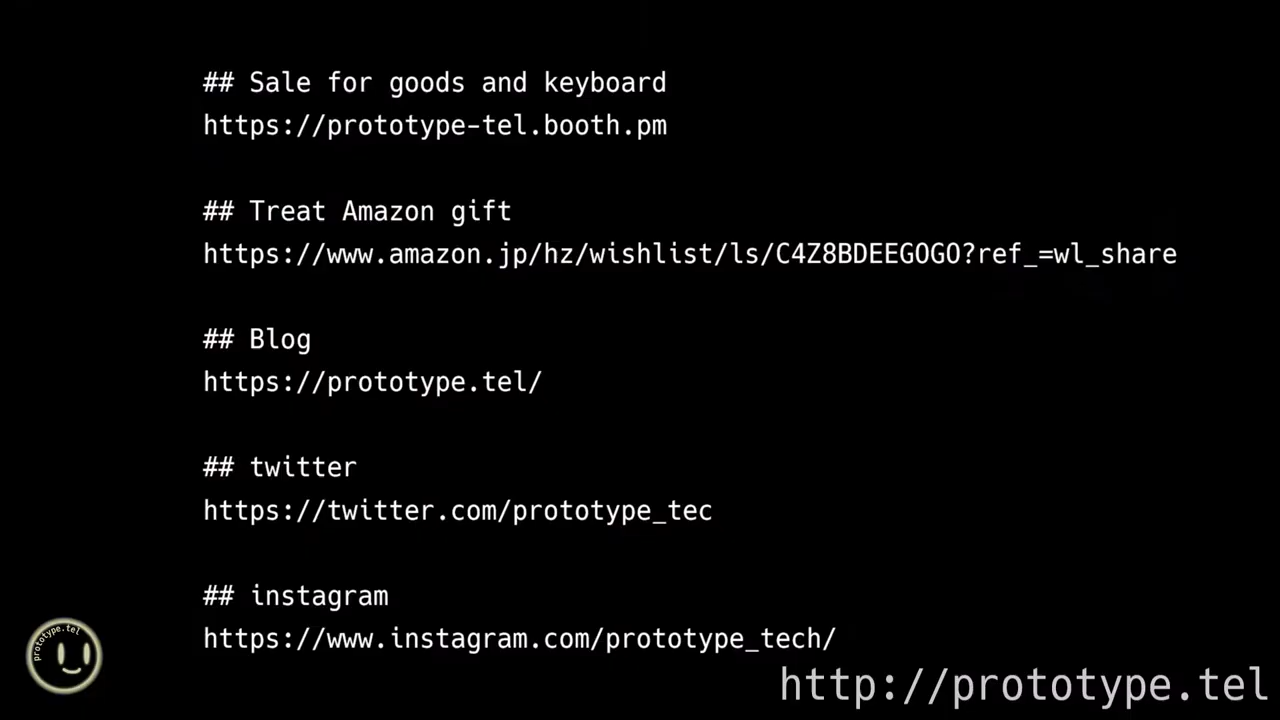 ## Sale for goods and keyboard
https://prototype-tel.booth.pm
## Treat Amazon gift
https://www.amazon.jp/hz/wishlist/ls/C4Z8BDEEGOGO?ref_=wl_share
## Blog
https://prototype.tel/
## twitter
https://twitter.com/prototype_tec
## instagram
https://www.instagram.com/prototype_tech/
prototype.tel
http://prototype.tel